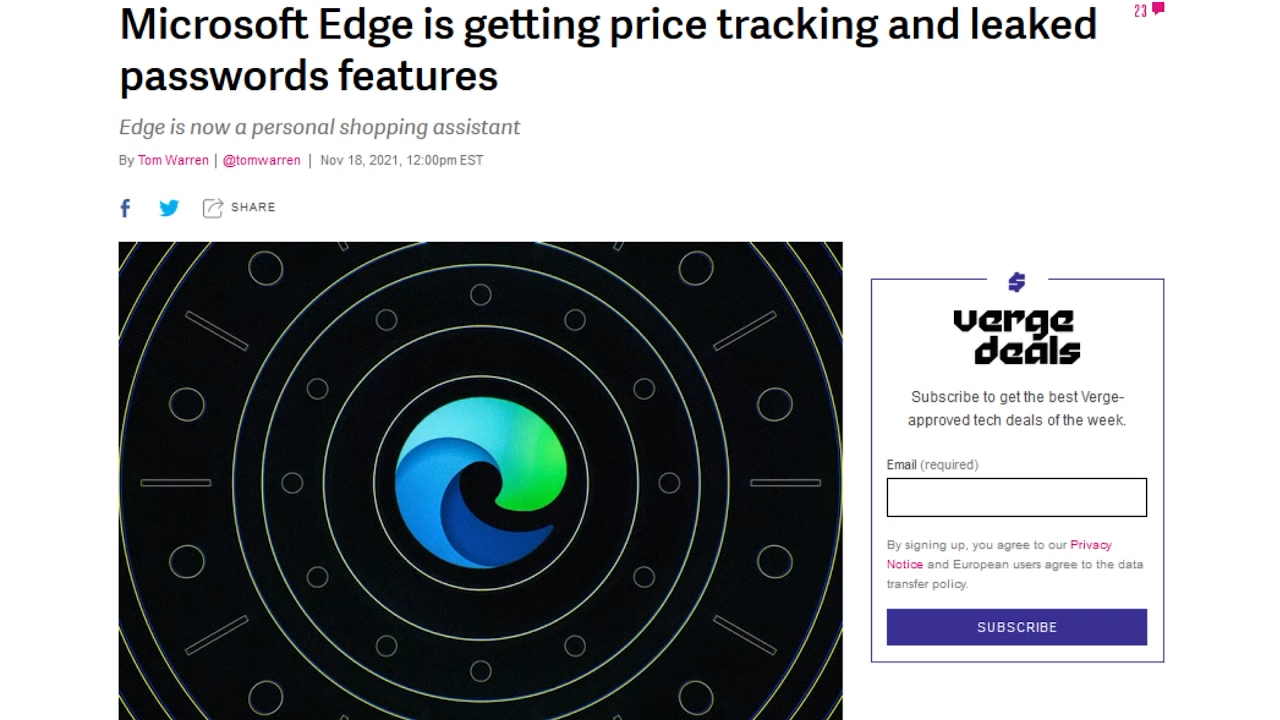 Microsoft Edge is getting price tracking and leaked
passwords features
23
Edge is now a personal shopping assistant
By Tom Warren | @tomwarren | Nov 18, 2021, 12:00pm EST
SHARE
verge
deals
Subscribe to get the best Verge-
approved tech deals of the week.
Email (required)
By signing up, you agree to our Privacy
Notice and European users agree to the data
transfer policy.
SUBSCRIBE